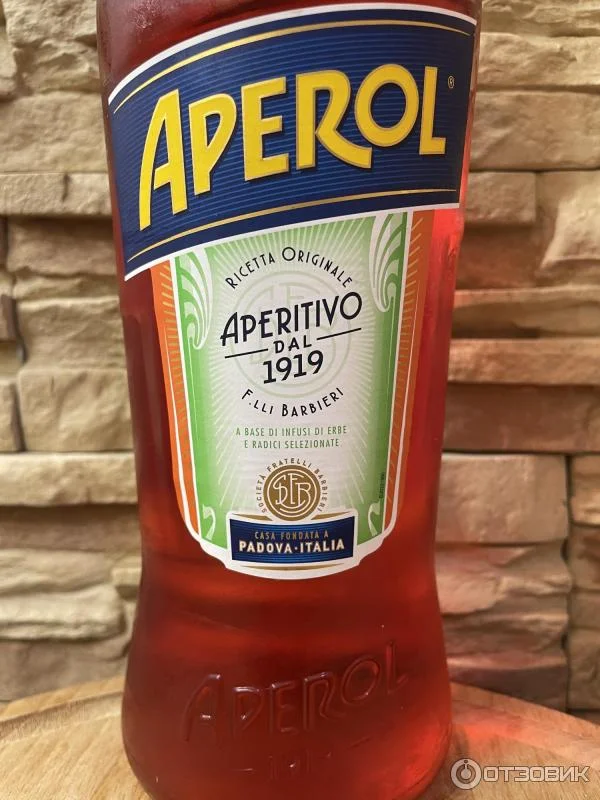 APEROL®
RICETTA ORIGINALE
APERITIVO
DAL
1919
F.LLI BARBIERI
A BASE DI INFUSI DI ERBE
E RADICI SELEZIONATE
SOCIETÀ FRATELLI BARBIERI
SFB
CASA FONDATA A
PADOVA·ITALIA
APEROL
ОТЗОВИК